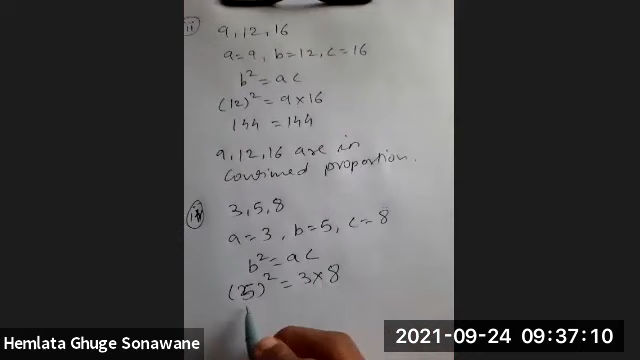 ii 9, 12, 16
a=9, b=12, c=16
b² = ac
(12)² = 9×16
144 = 144
9, 12, 16 are in
continued proportion.
iv 3, 5, 8
a=3, b=5, c=8
b² = ac
(5)² = 3×8
Hemlata Ghuge Sonawane
2021-09-24 09:37:10